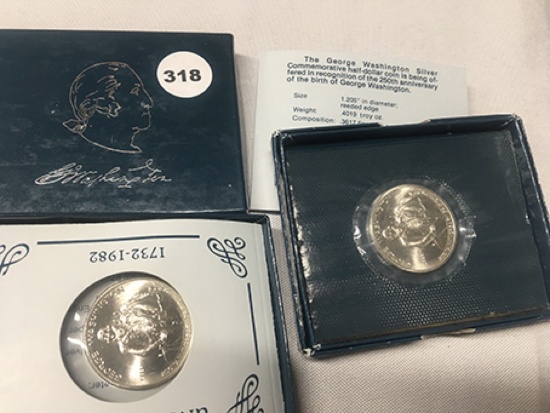 318
G Washington
The George Washington Silver
Commemorative half-dollar coin is being of-
fered in recognition of the 250th anniversary
of the birth of George Washington.
Size 1.205" in diameter;
reeded edge
Weight: .4019 troy oz.
Composition: .3617
1732-1982